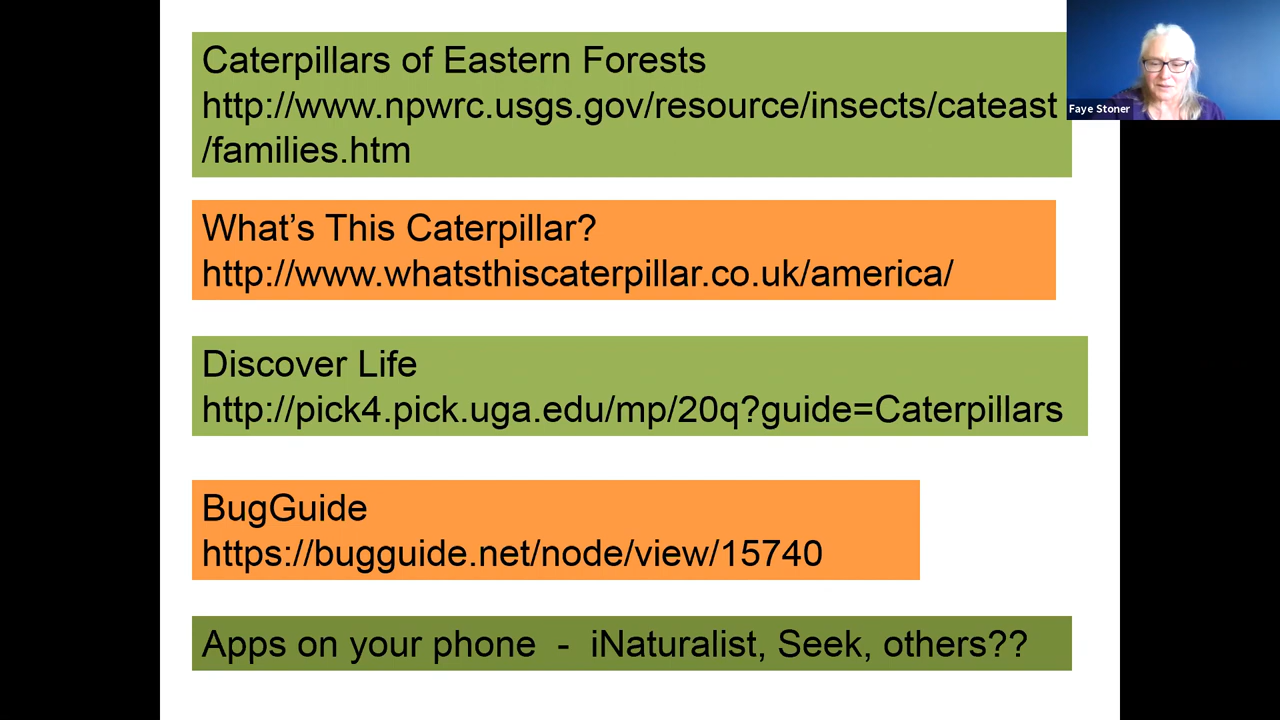 Caterpillars of Eastern Forests
http://www.npwrc.usgs.gov/resource/insects/cateast
/families.htm
Faye Stoner
What's This Caterpillar?
http://www.whatsthiscaterpillar.co.uk/america/
Discover Life
http://pick4.pick.uga.edu/mp/20q?guide=Caterpillars
BugGuide
https://bugguide.net/node/view/15740
Apps on your phone  -  iNaturalist, Seek, others??